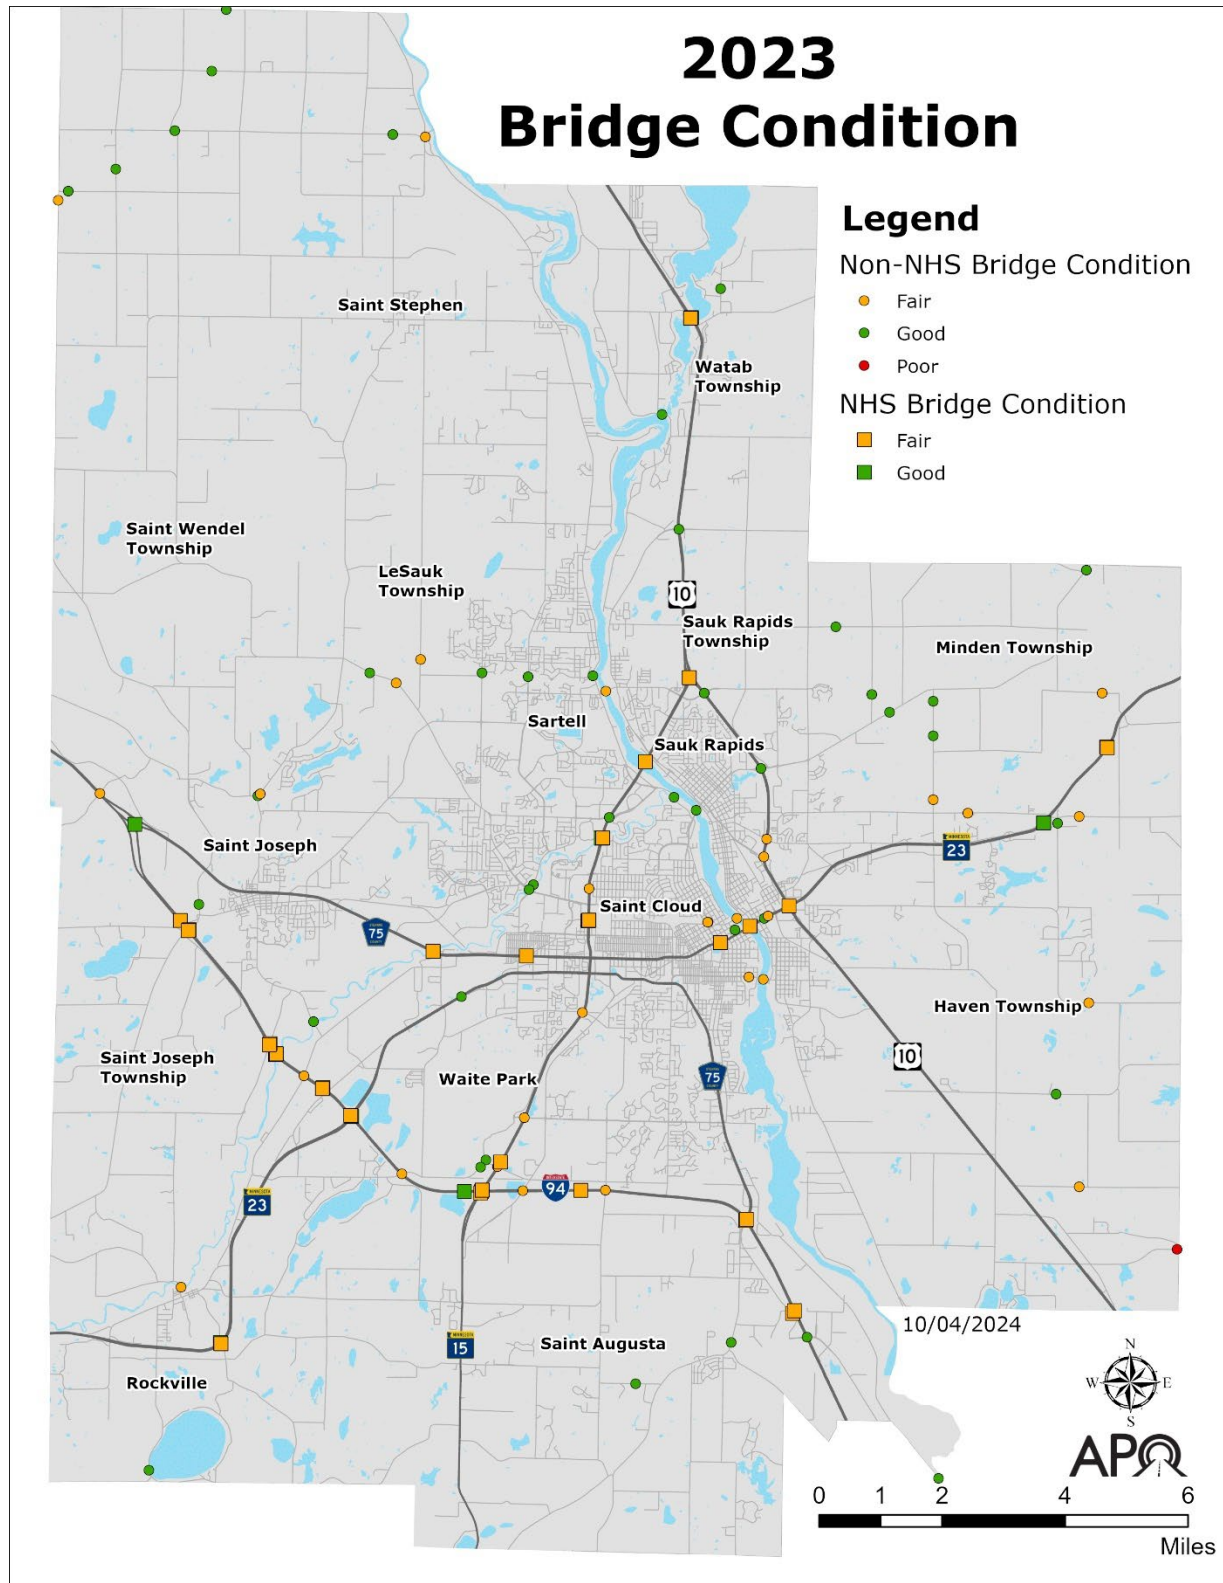 2023
Bridge Condition
Legend
Non-NHS Bridge Condition
Fair
Good
Poor
NHS Bridge Condition
Fair
Good
Saint Stephen
Watab
Township
Saint Wendel
Township
LeSauk
Township
10
Sauk Rapids
Township
Minden Township
Sartell
Sauk Rapids
Saint Joseph
MINNESOTA
23
Saint Cloud
75
Haven Township
10
Saint Joseph
Township
Waite Park
75
MINNESOTA
23
94
10/04/2024
MINNESOTA
15
Saint Augusta
Rockville
N
W
E
S
APO
0 1 2 4 6
Miles